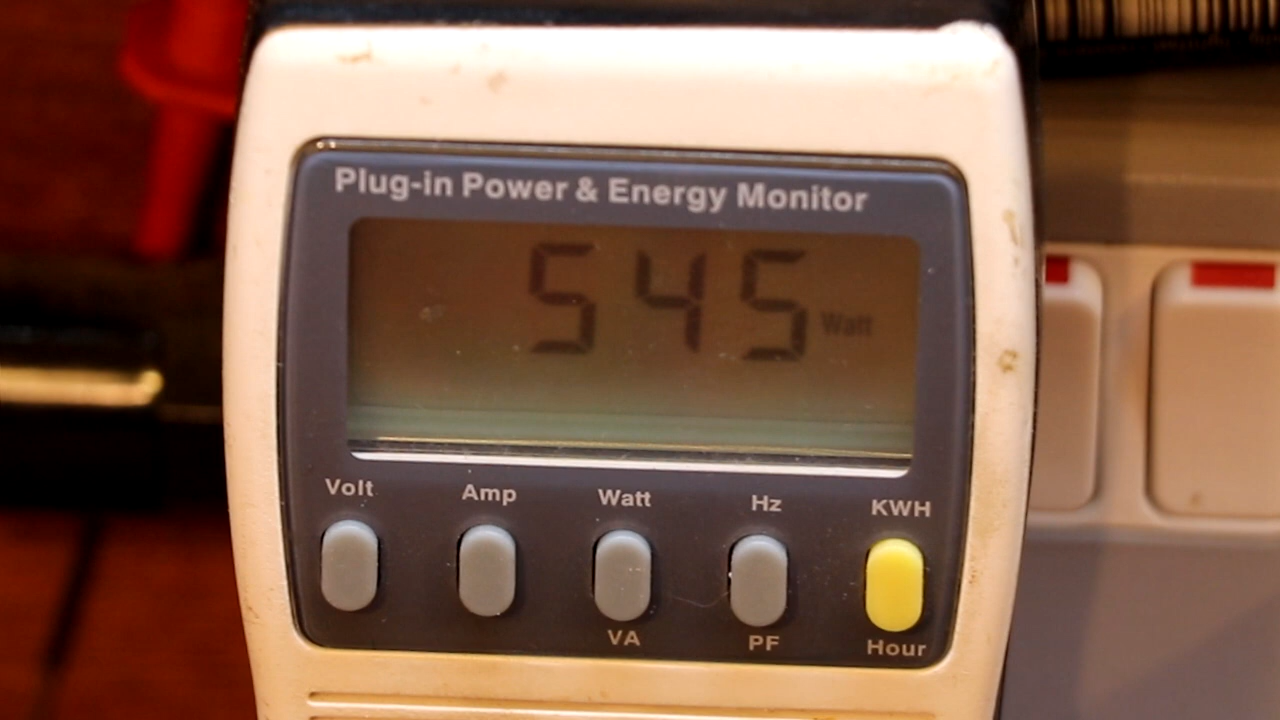 Plug-in Power & Energy Monitor
545 Watt
Volt Amp Watt Hz KWH
VA PF Hour